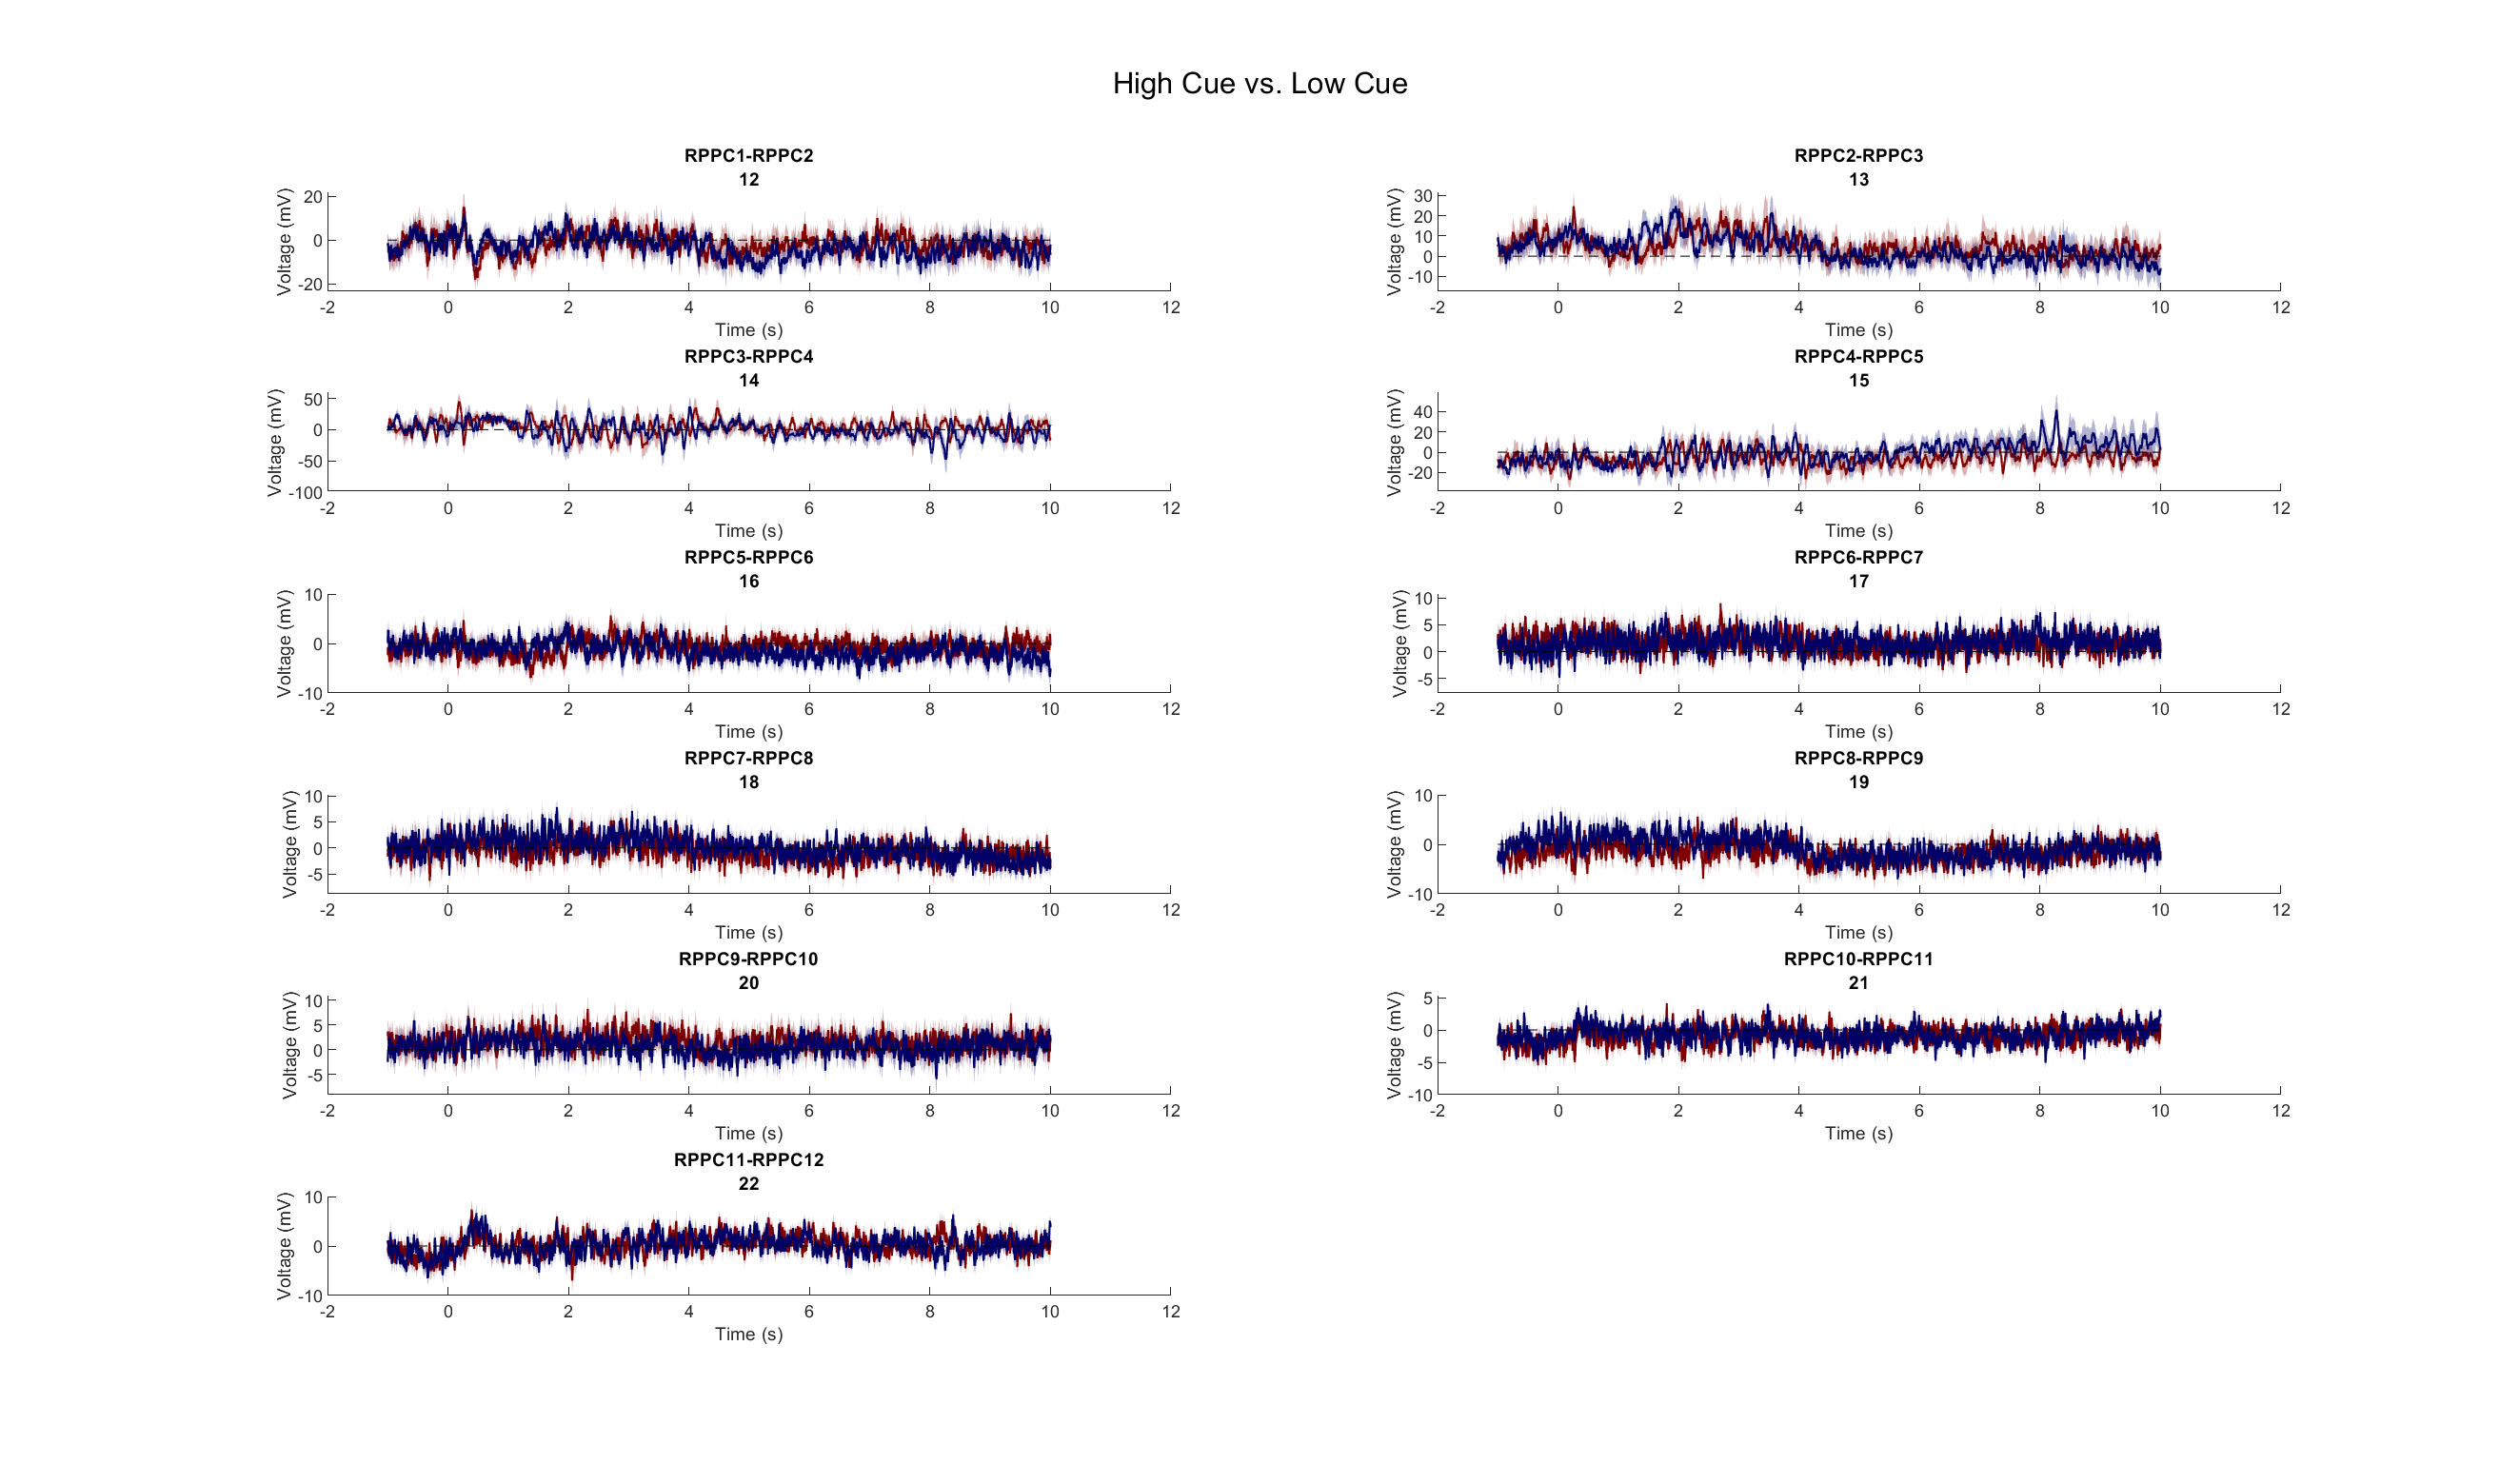 High Cue vs. Low Cue
RPPC1-RPPC2
12
Voltage (mV)
20
0
-20
-2 0 2 4 6 8 10 12
Time (s)
RPPC2-RPPC3
13
Voltage (mV)
30
20
10
0
-10
-2 0 2 4 6 8 10 12
Time (s)
RPPC3-RPPC4
14
Voltage (mV)
50
0
-50
-100
-2 0 2 4 6 8 10 12
Time (s)
RPPC4-RPPC5
15
Voltage (mV)
40
20
0
-20
-2 0 2 4 6 8 10 12
Time (s)
RPPC5-RPPC6
16
Voltage (mV)
10
0
-10
-2 0 2 4 6 8 10 12
Time (s)
RPPC6-RPPC7
17
Voltage (mV)
10
5
0
-5
-2 0 2 4 6 8 10 12
Time (s)
RPPC7-RPPC8
18
Voltage (mV)
10
5
0
-5
-2 0 2 4 6 8 10 12
Time (s)
RPPC8-RPPC9
19
Voltage (mV)
10
0
-10
-2 0 2 4 6 8 10 12
Time (s)
RPPC9-RPPC10
20
Voltage (mV)
10
5
0
-5
-2 0 2 4 6 8 10 12
Time (s)
RPPC10-RPPC11
21
Voltage (mV)
5
0
-5
-10
-2 0 2 4 6 8 10 12
Time (s)
RPPC11-RPPC12
22
Voltage (mV)
10
0
-10
-2 0 2 4 6 8 10 12
Time (s)